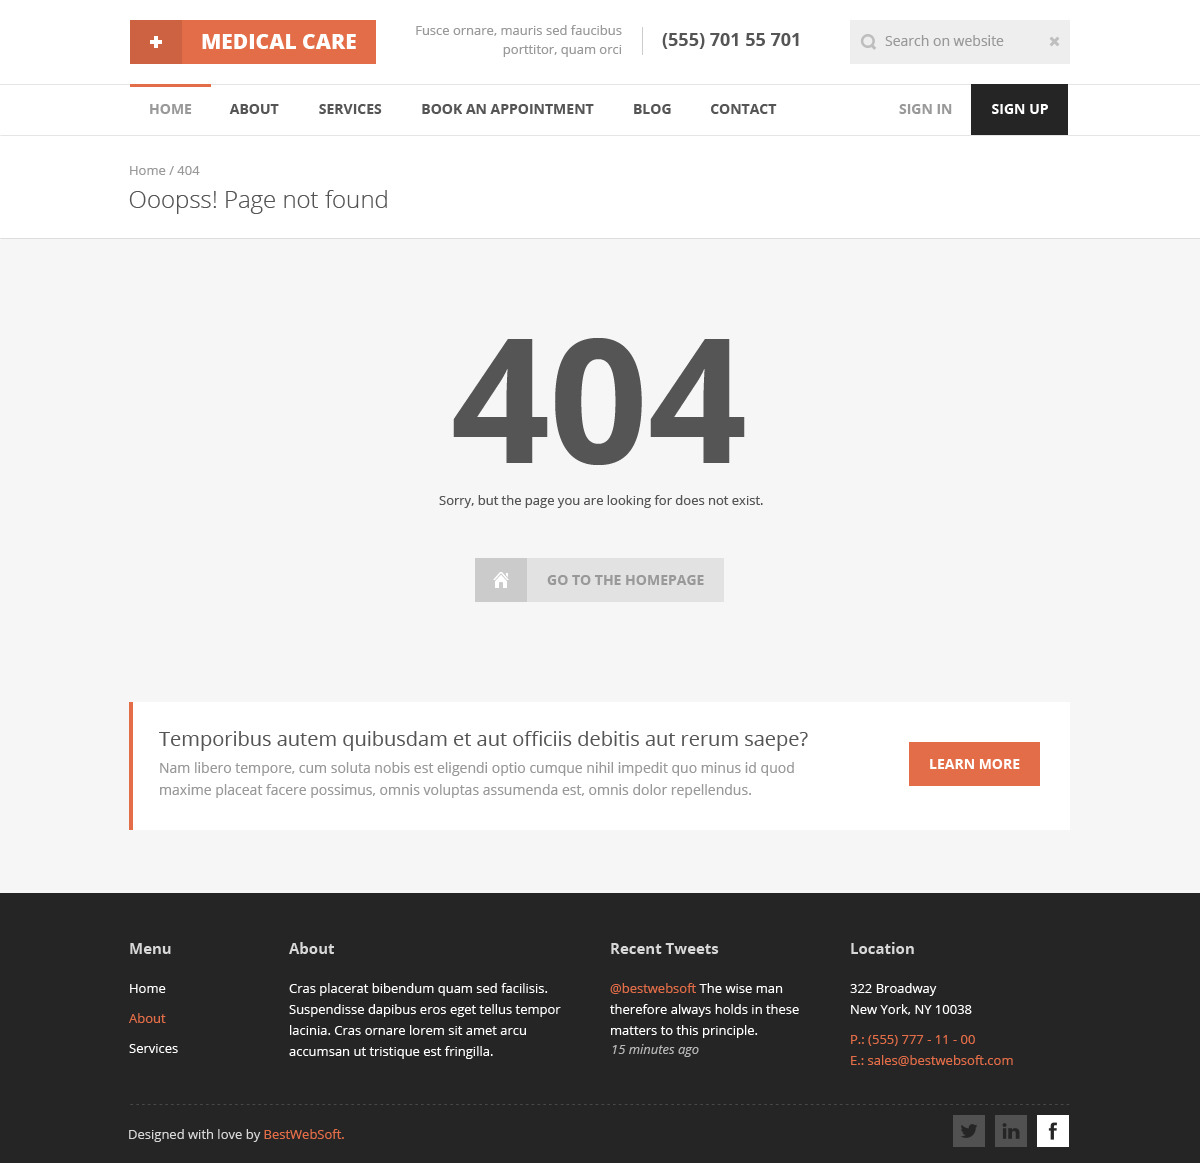 MEDICAL CARE
Fusce ornare, mauris sed faucibus
porttitor, quam orci
(555) 701 55 701
Search on website
HOME ABOUT SERVICES BOOK AN APPOINTMENT BLOG CONTACT SIGN IN SIGN UP
Home / 404
Ooopss! Page not found
404
Sorry, but the page you are looking for does not exist.
GO TO THE HOMEPAGE
Temporibus autem quibusdam et aut officiis debitis aut rerum saepe?
Nam libero tempore, cum soluta nobis est eligendi optio cumque nihil impedit quo minus id quod
maxime placeat facere possimus, omnis voluptas assumenda est, omnis dolor repellendus.
LEARN MORE
Menu
Home
About
Services
About
Cras placerat bibendum quam sed facilisis.
Suspendisse dapibus eros eget tellus tempor
lacinia. Cras ornare lorem sit amet arcu
accumsan ut tristique est fringilla.
Recent Tweets
@bestwebsoft The wise man
therefore always holds in these
matters to this principle.
15 minutes ago
Location
322 Broadway
New York, NY 10038
P.: (555) 777 - 11 - 00
E.: sales@bestwebsoft.com
Designed with love by BestWebSoft.